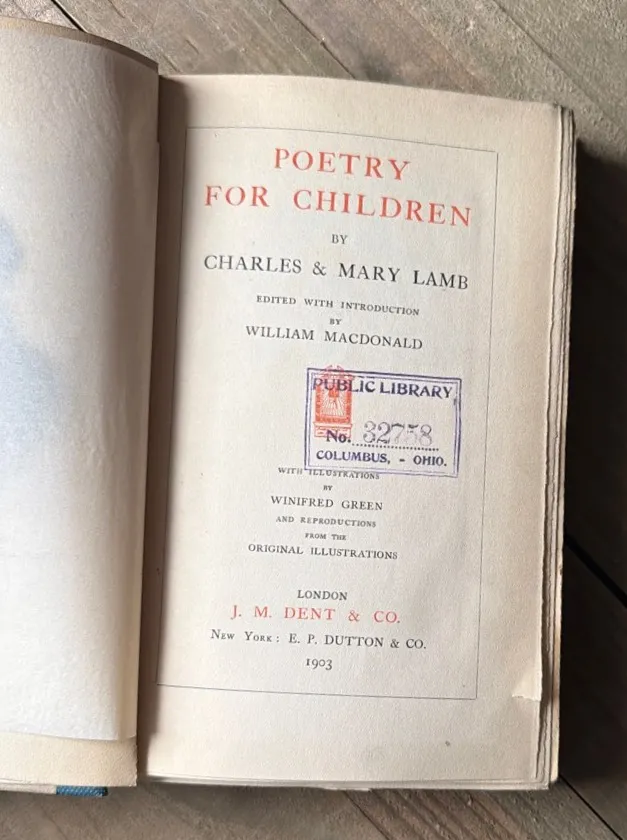 POETRY
FOR CHILDREN
BY
CHARLES & MARY LAMB
EDITED WITH INTRODUCTION
BY
WILLIAM MACDONALD
PUBLIC LIBRARY
No. 32758
COLUMBUS, - OHIO.
WITH ILLUSTRATIONS
BY
WINIFRED GREEN
AND REPRODUCTIONS
FROM THE
ORIGINAL ILLUSTRATIONS
LONDON
J. M. DENT & CO.
NEW YORK: E. P. DUTTON & CO.
1903